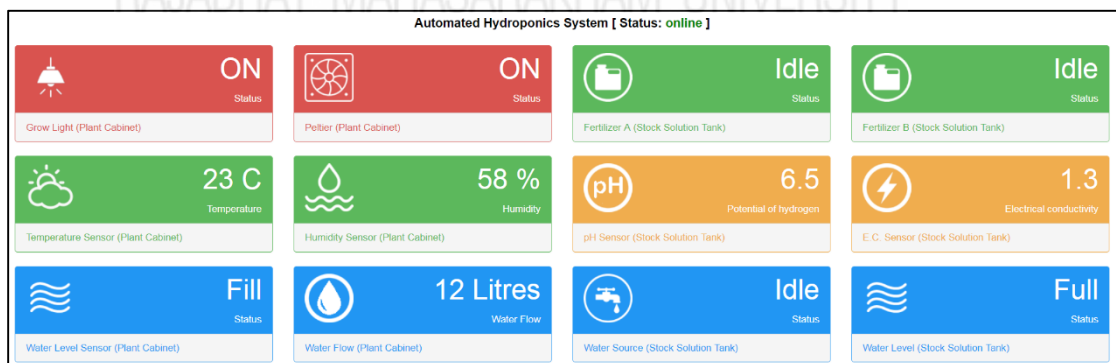 RAJABHAT MAHASARAKHAM UNIVERSITY
Automated Hydroponics System [ Status: online ]
ON
Status
Grow Light (Plant Cabinet)
ON
Status
Peltier (Plant Cabinet)
Idle
Status
Fertilizer A (Stock Solution Tank)
Idle
Status
Fertilizer B (Stock Solution Tank)
23 C
Temperature
Temperature Sensor (Plant Cabinet)
58 %
Humidity
Humidity Sensor (Plant Cabinet)
pH
6.5
Potential of hydrogen
pH Sensor (Stock Solution Tank)
1.3
Electrical conductivity
E.C. Sensor (Stock Solution Tank)
Fill
Status
Water Level Sensor (Plant Cabinet)
12 Litres
Water Flow
Water Flow (Plant Cabinet)
Idle
Status
Water Source (Stock Solution Tank)
Full
Status
Water Level (Stock Solution Tank)